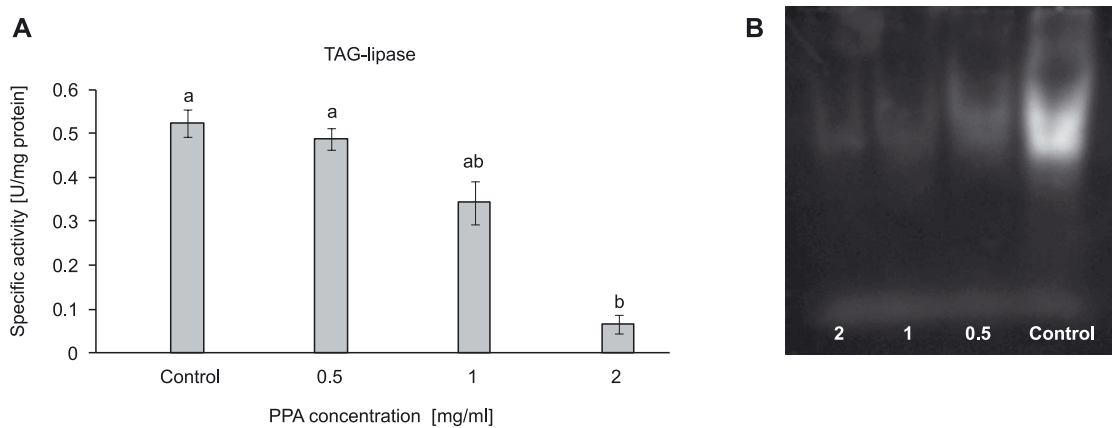 A
TAG-lipase
Specific activity [U/mg protein]
0.6
0.5
0.4
0.3
0.2
0.1
0
a
a
ab
b
Control 0.5 1 2
PPA concentration [mg/ml]
B
2 1 0.5 Control